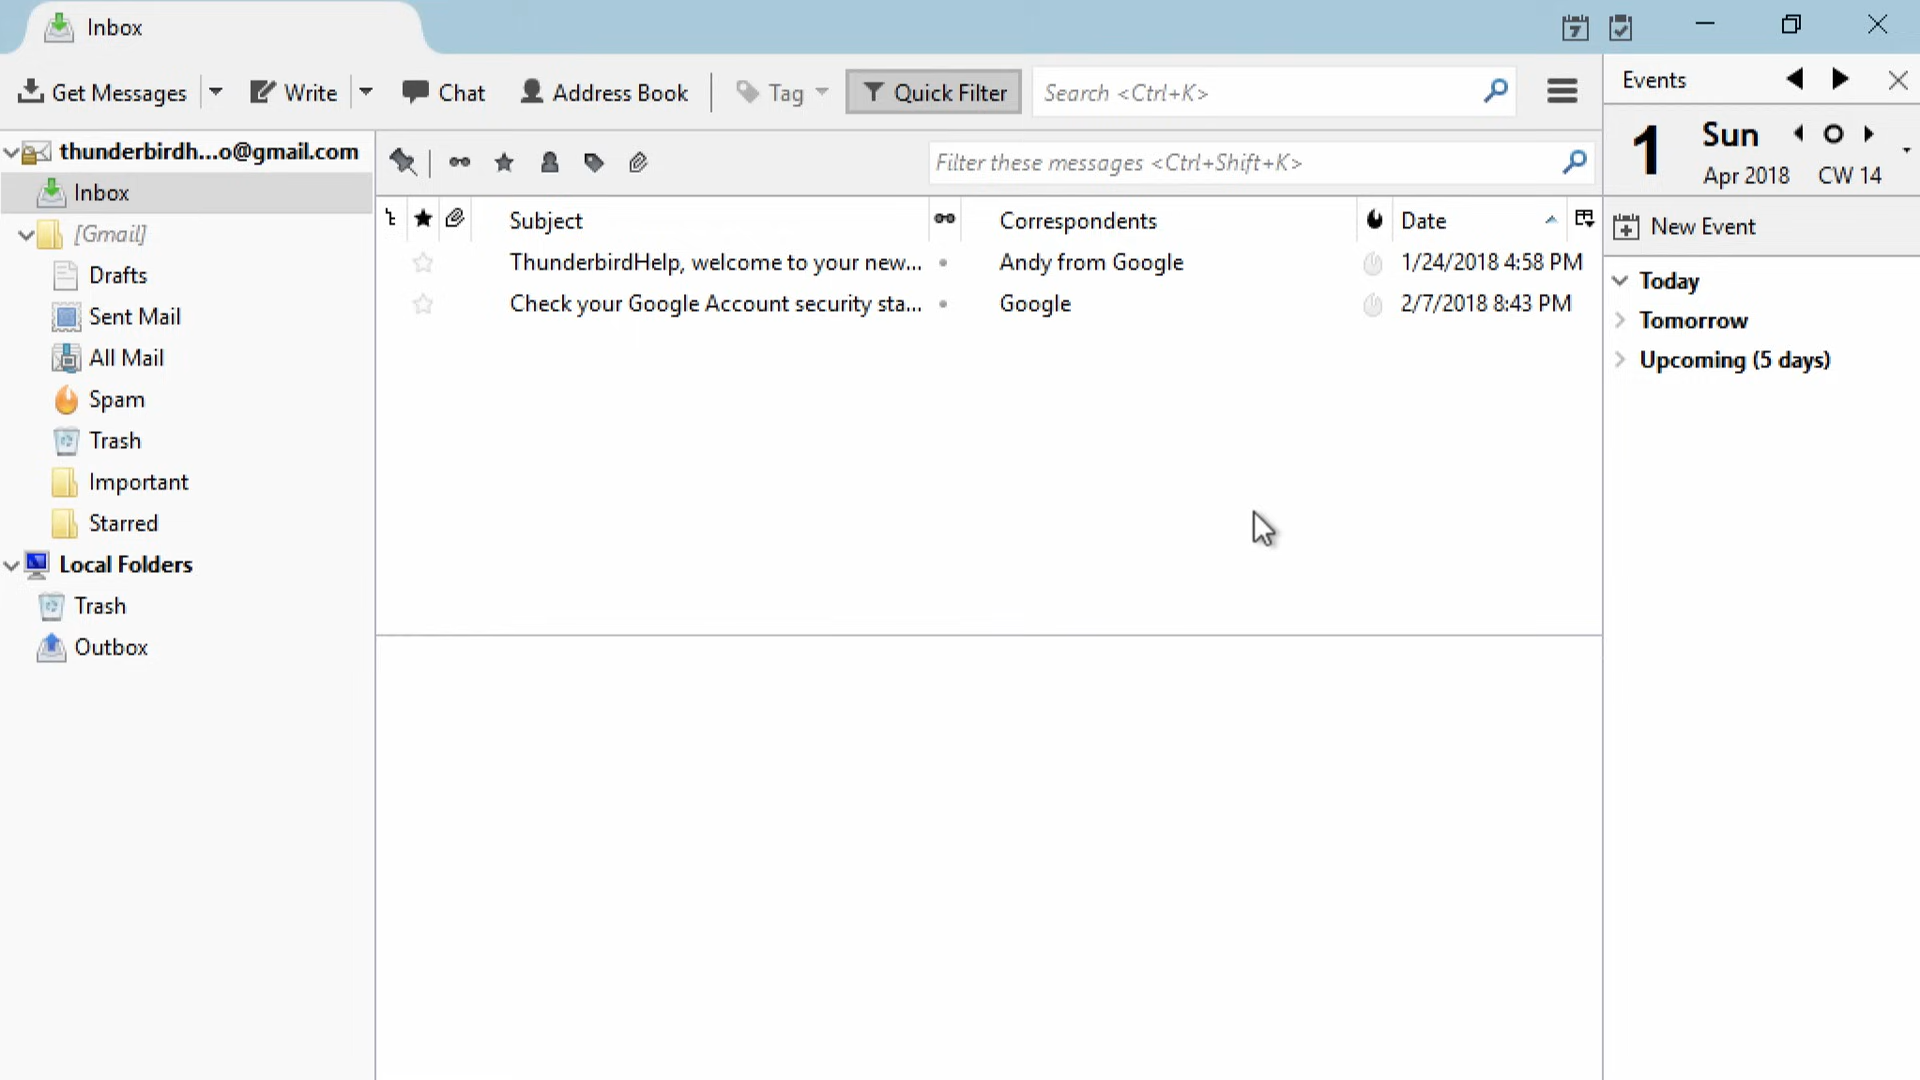 Inbox
7
Get Messages Write Chat Address Book Tag Quick Filter Search <Ctrl+K>
Events
thunderbirdh...o@gmail.com
Inbox
[Gmail]
Drafts
Sent Mail
All Mail
Spam
Trash
Important
Starred
Local Folders
Trash
Outbox
Filter these messages <Ctrl+Shift+K>
Subject Correspondents Date
ThunderbirdHelp, welcome to your new... Andy from Google 1/24/2018 4:58 PM
Check your Google Account security sta... Google 2/7/2018 8:43 PM
1 Sun
Apr 2018 CW 14
New Event
Today
Tomorrow
Upcoming (5 days)